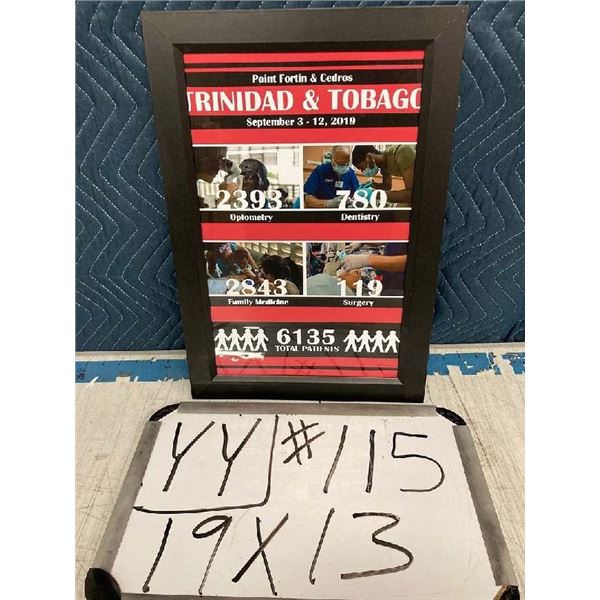 Point Fortin & Cedros
TRINIDAD & TOBAGO
September 3 - 12, 2019
2393 780
Optometry Dentistry
2843 119
Family Medicine Surgery
6135
TOTAL PATIENTS
YY #115
19X13